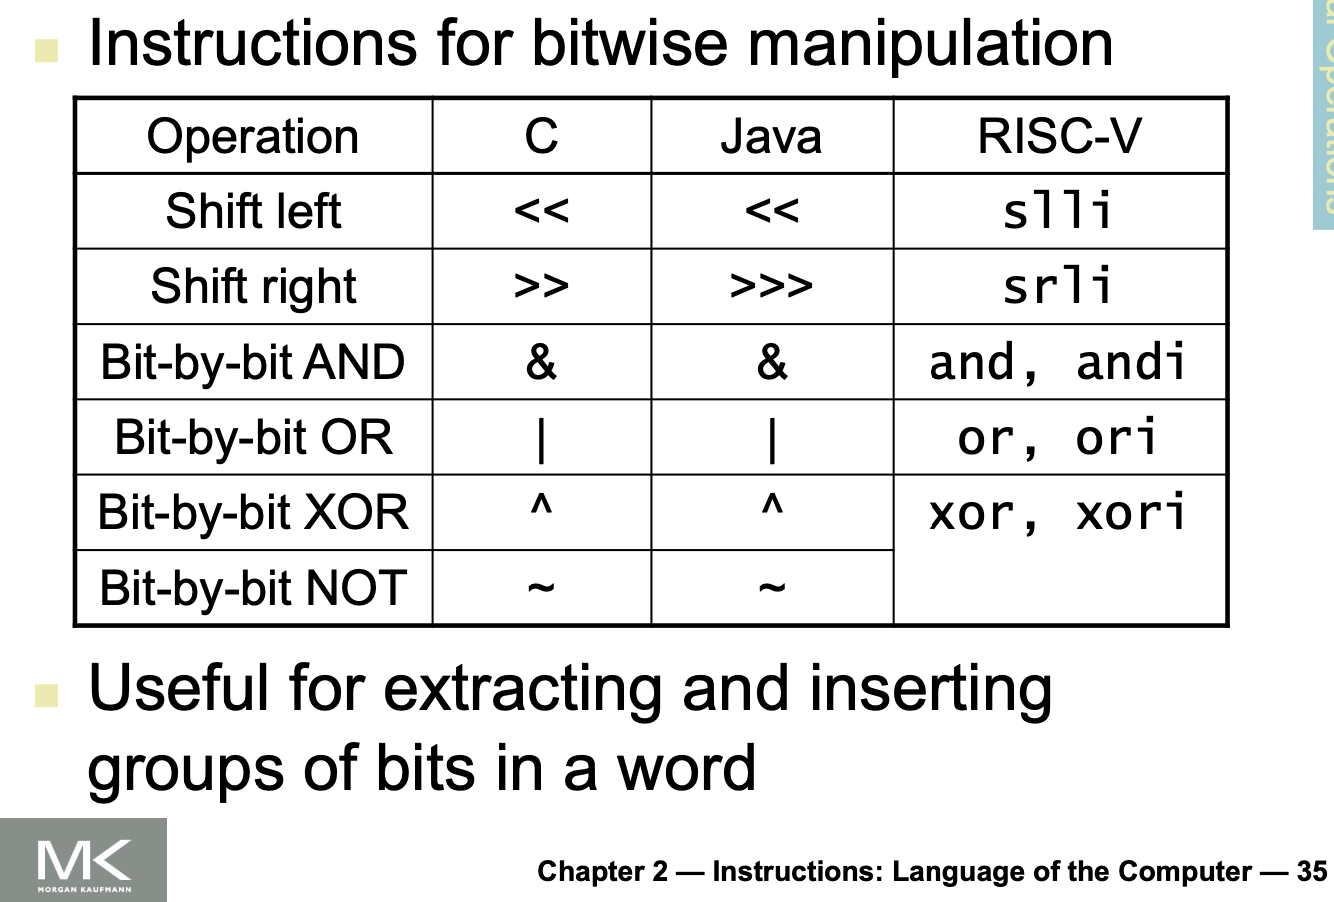 Instructions for bitwise manipulation
Operation C Java RISC-V
Shift left << << slli
Shift right >> >>> srli
Bit-by-bit AND & & and, andi
Bit-by-bit OR | | or, ori
Bit-by-bit XOR ^ ^ xor, xori
Bit-by-bit NOT ~ ~
Useful for extracting and inserting
groups of bits in a word
MK
MORGAN KAUFMANN
Chapter 2 — Instructions: Language of the Computer — 35